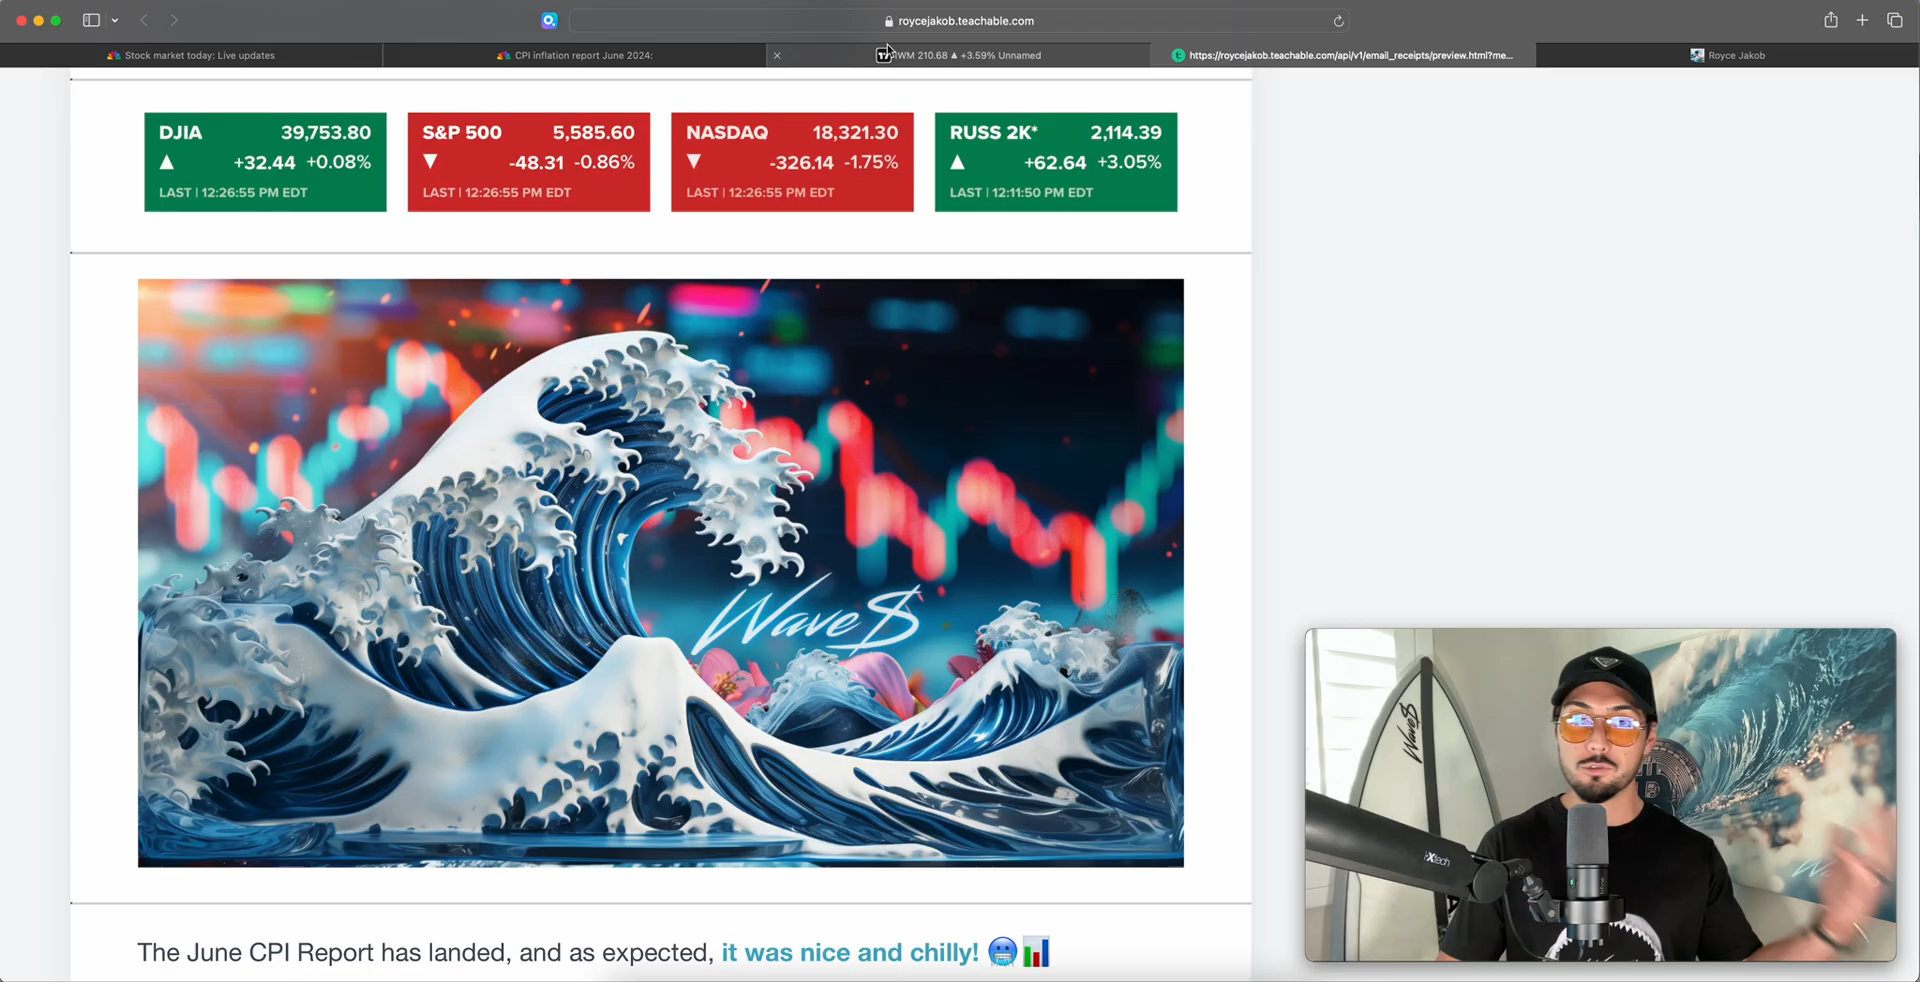 roycejakob.teachable.com
Stock market today: Live updates
CPI inflation report June 2024:
IWM 210.68 ▲ +3.59% Unnamed
https://roycejakob.teachable.com/api/v1/email_receipts/preview.html?me...
Royce Jakob
DJIA 39,753.80
▲ +32.44 +0.08%
LAST | 12:26:55 PM EDT
S&P 500 5,585.60
▼ -48.31 -0.86%
LAST | 12:26:55 PM EDT
NASDAQ 18,321.30
▼ -326.14 -1.75%
LAST | 12:26:55 PM EDT
RUSS 2K* 2,114.39
▲ +62.64 +3.05%
LAST | 12:11:50 PM EDT
Wave$
Wave$
The June CPI Report has landed, and as expected, it was nice and chilly! 🥶📊